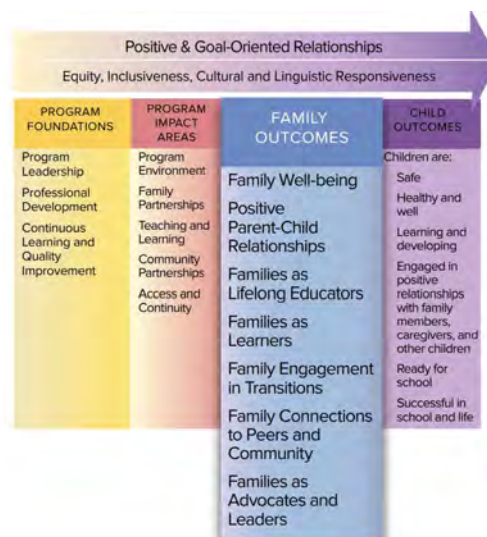 Positive & Goal-Oriented Relationships
Equity, Inclusiveness, Cultural and Linguistic Responsiveness
PROGRAM
FOUNDATIONS
Program
Leadership
Professional
Development
Continuous
Learning and
Quality
Improvement
PROGRAM
IMPACT
AREAS
Program
Environment
Family
Partnerships
Teaching and
Learning
Community
Partnerships
Access and
Continuity
FAMILY
OUTCOMES
Family Well-being
Positive
Parent-Child
Relationships
Families as
Lifelong Educators
Families as
Learners
Family Engagement
in Transitions
Family Connections
to Peers and
Community
Families as
Advocates and
Leaders
CHILD
OUTCOMES
Children are:
Safe
Healthy and
well
Learning and
developing
Engaged in
positive
relationships
with family
members,
caregivers, and
other children
Ready for
school
Successful in
school and life